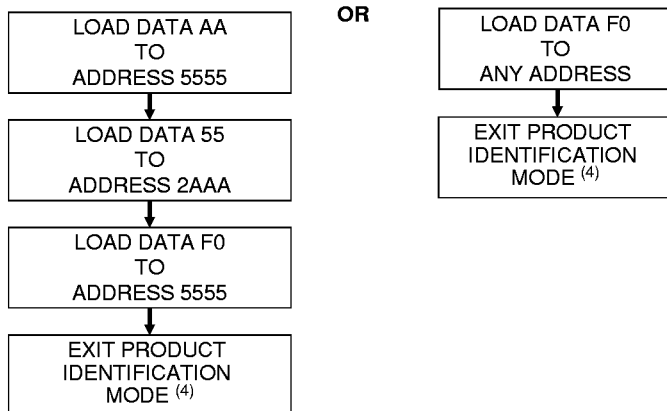 LOAD DATA AA
TO
ADDRESS 5555
LOAD DATA 55
TO
ADDRESS 2AAA
LOAD DATA F0
TO
ADDRESS 5555
EXIT PRODUCT
IDENTIFICATION
MODE (4)
OR
LOAD DATA F0
TO
ANY ADDRESS
EXIT PRODUCT
IDENTIFICATION
MODE (4)